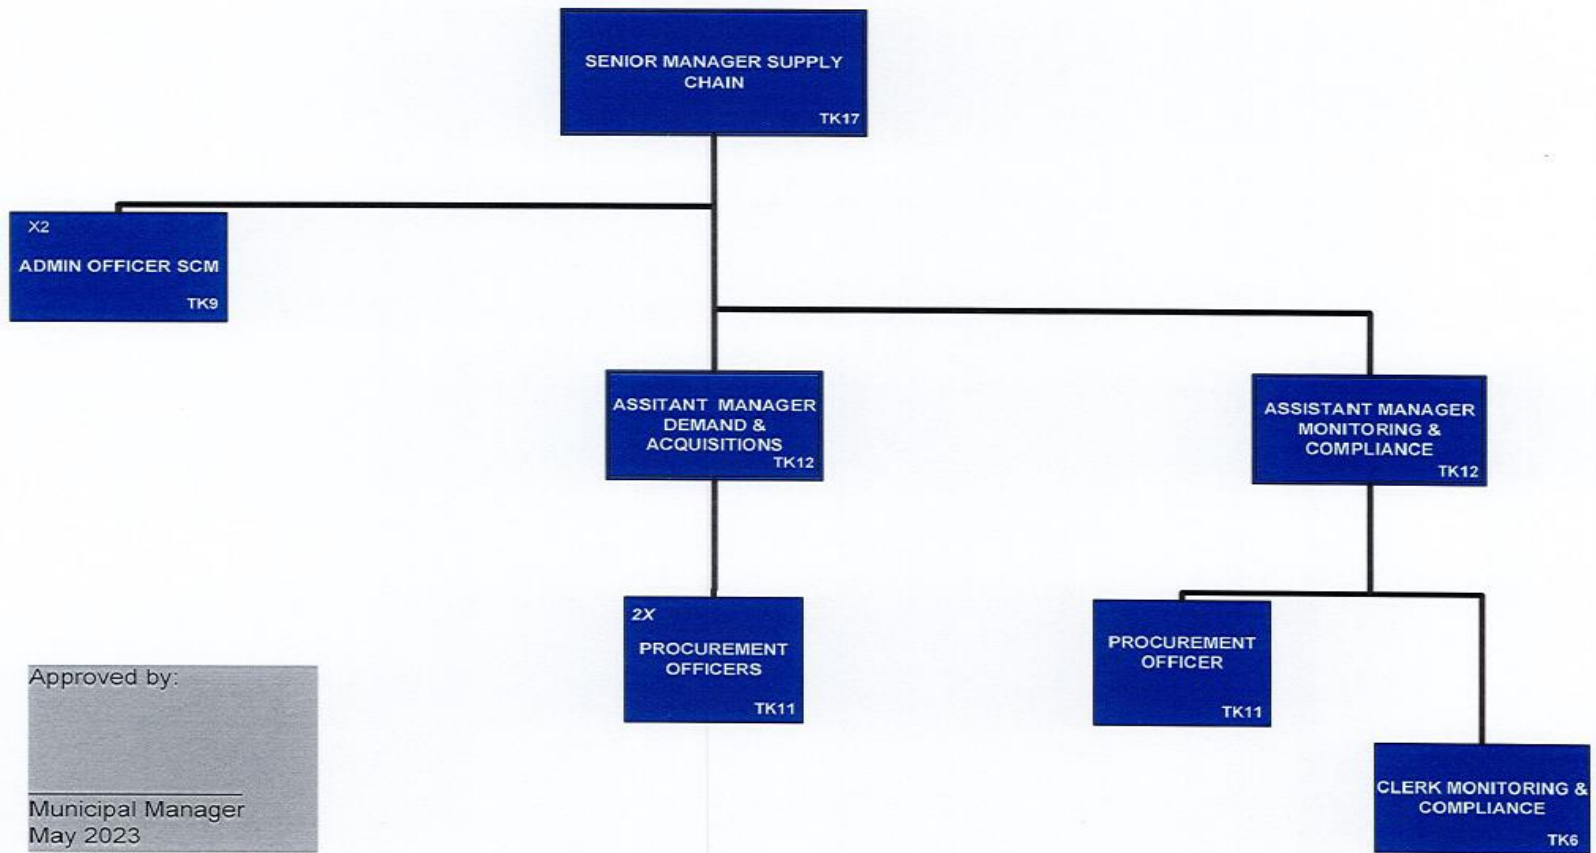 SENIOR MANAGER SUPPLY
CHAIN
TK17
X2
ADMIN OFFICER SCM
TK9
ASSITANT MANAGER
DEMAND &
ACQUISITIONS
TK12
ASSISTANT MANAGER
MONITORING &
COMPLIANCE
TK12
2X
PROCUREMENT
OFFICERS
TK11
PROCUREMENT
OFFICER
TK11
CLERK MONITORING &
COMPLIANCE
TK6
Approved by:
Municipal Manager
May 2023